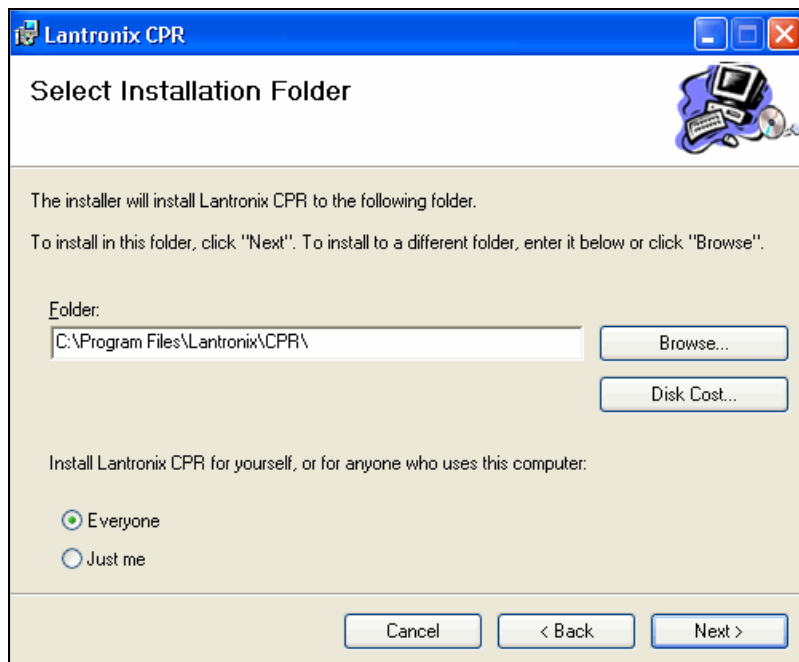 Lantronix CPR
Select Installation Folder
The installer will install Lantronix CPR to the following folder.
To install in this folder, click "Next". To install to a different folder, enter it below or click "Browse".
Folder:
C:\Program Files\Lantronix\CPR\
Browse...
Disk Cost...
Install Lantronix CPR for yourself, or for anyone who uses this computer:
Everyone
Just me
Cancel
< Back
Next >